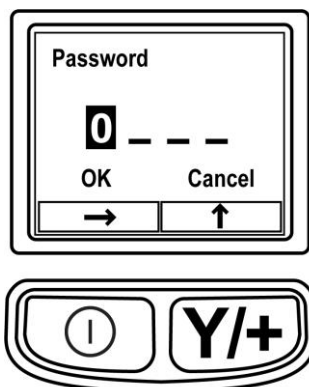 Password
0 _ _ _
OK Cancel
→ ↑
Y/+